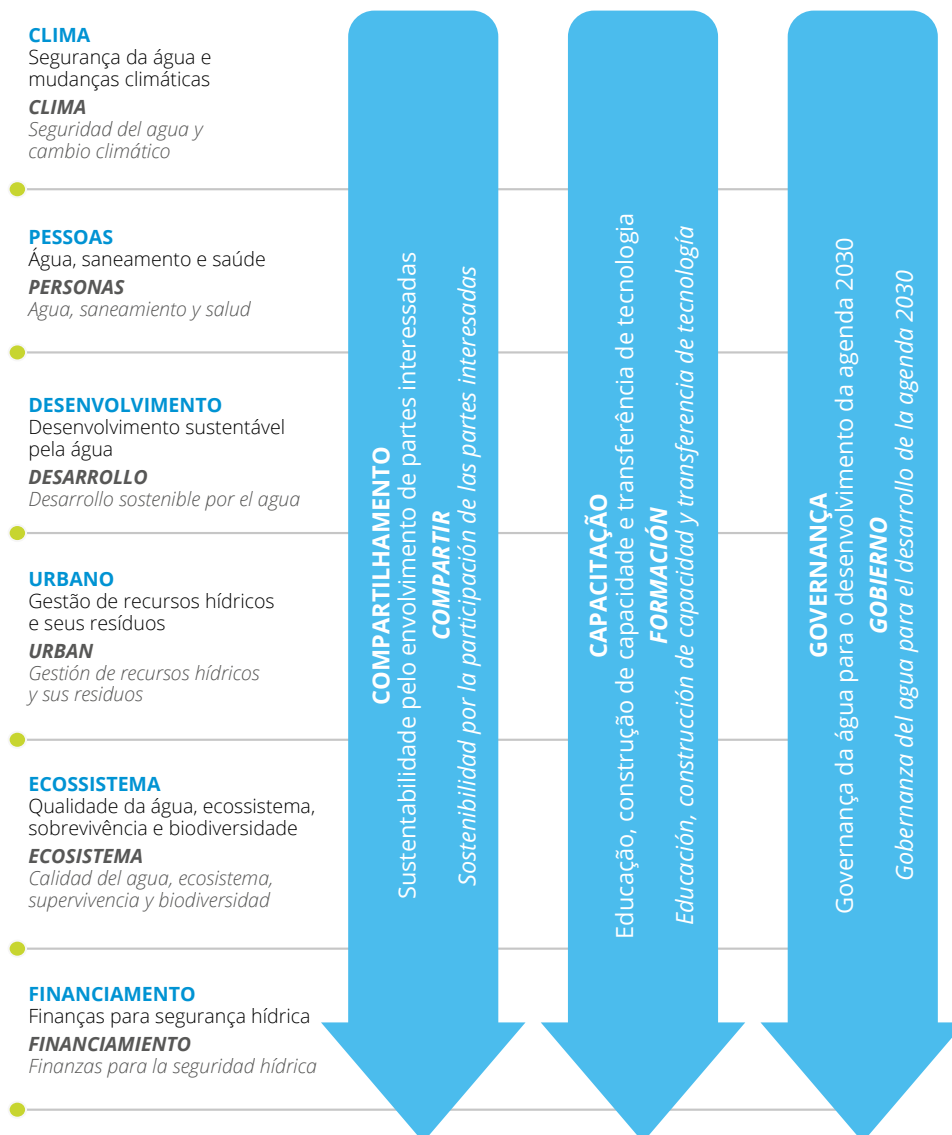 CLIMA
Segurança da água e
mudanças climáticas
CLIMA
Seguridad del agua y
cambio climático
PESSOAS
Água, saneamento e saúde
PERSONAS
Agua, saneamiento y salud
DESENVOLVIMENTO
Desenvolvimento sustentável
pela água
DESARROLLO
Desarrollo sostenible por el agua
URBANO
Gestão de recursos hídricos
e seus resíduos
URBAN
Gestión de recursos hídricos
y sus residuos
ECOSSISTEMA
Qualidade da água, ecossistema,
sobrevivência e biodiversidade
ECOSISTEMA
Calidad del agua, ecosistema,
supervivencia y biodiversidad
FINANCIAMENTO
Finanças para segurança hídrica
FINANCIAMIENTO
Finanzas para la seguridad hídrica
COMPARTILHAMENTO
Sustentabilidade pelo envolvimento de partes interessadas
COMPARTIR
Sostenibilidad por la participación de las partes interesadas
CAPACITAÇÃO
Educação, construção de capacidade e transferência de tecnologia
FORMACIÓN
Educación, construcción de capacidad y transferencia de tecnología
GOVERNANÇA
Governança da água para o desenvolvimento da agenda 2030
GOBIERNO
Gobernanza del agua para el desarrollo de la agenda 2030